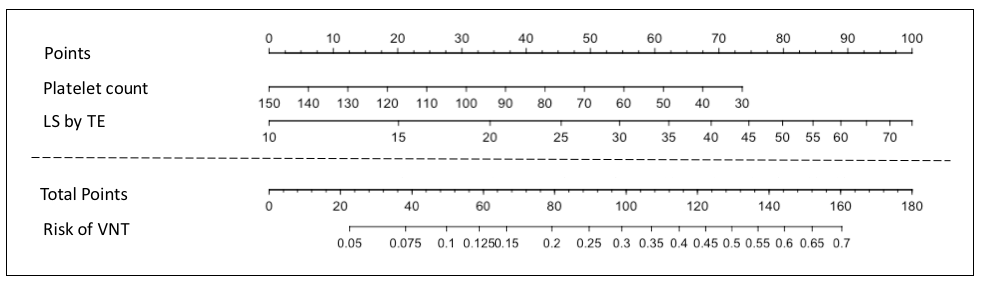 0 10 20 30 40 50 60 70 80 90 100
Points
Platelet count
150 140 130 120 110 100 90 80 70 60 50 40 30
LS by TE
10 15 20 25 30 35 40 45 50 55 60 70
Total Points
0 20 40 60 80 100 120 140 160 180
Risk of VNT
0.05 0.075 0.1 0.125 0.15 0.2 0.25 0.3 0.35 0.4 0.45 0.5 0.55 0.6 0.65 0.7